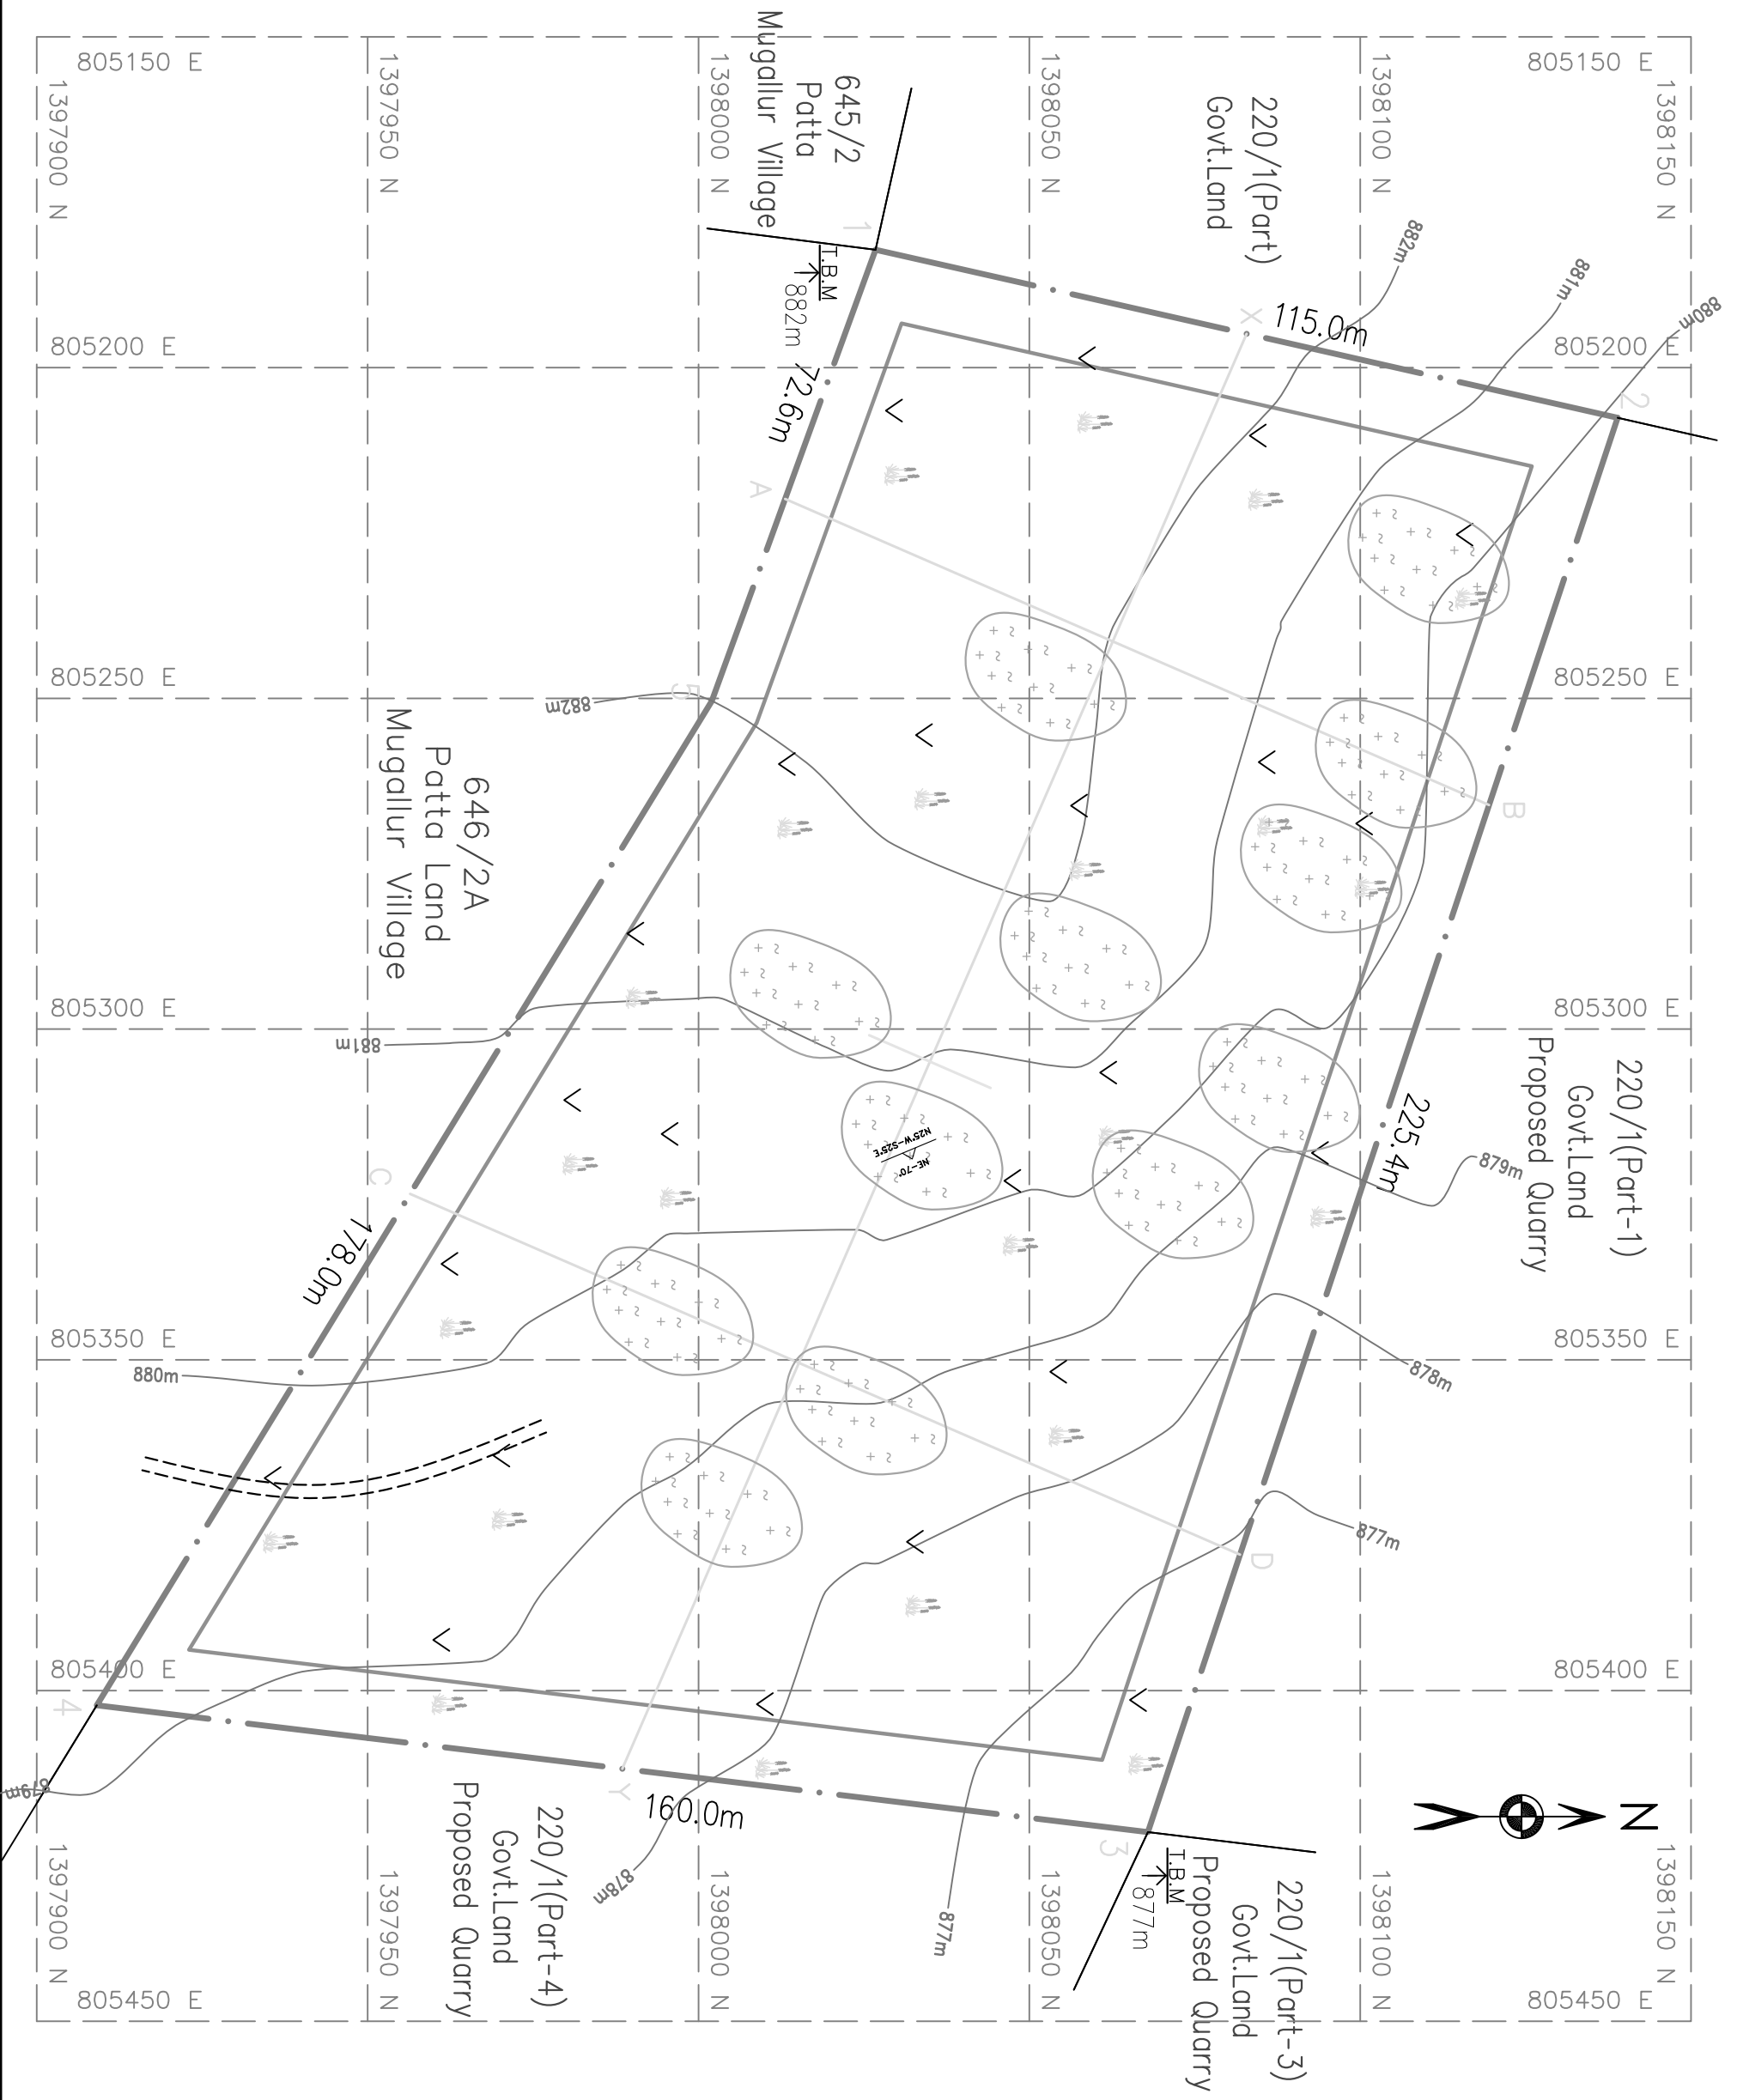 805150 E
805150 E
1397900 N
1397950 N
1398000 N
1398050 N
1398100 N
1398150 N
645/2
Patta
Mugallur Village
220/1(Part)
Govt.Land
882m
881m
880m
1
T.B.M
882m
X
115.0m
2
805200 E
805200 E
72.6m
A
B
805250 E
805250 E
5
882m
646/2A
Patta Land
Mugallur Village
805300 E
805300 E
881m
220/1(Part-1)
Govt.Land
Proposed Quarry
225.4m
879m
N25°W-S25°E
NE-70°
C
178.0m
805350 E
805350 E
880m
878m
877m
D
805400 E
805400 E
4
879m
Y
160.0m
3
N
T.B.M
877m
878m
877m
220/1(Part-4)
Govt.Land
Proposed Quarry
220/1(Part-3)
Govt.Land
Proposed Quarry
1397900 N
1397950 N
1398000 N
1398050 N
1398100 N
1398150 N
805450 E
805450 E